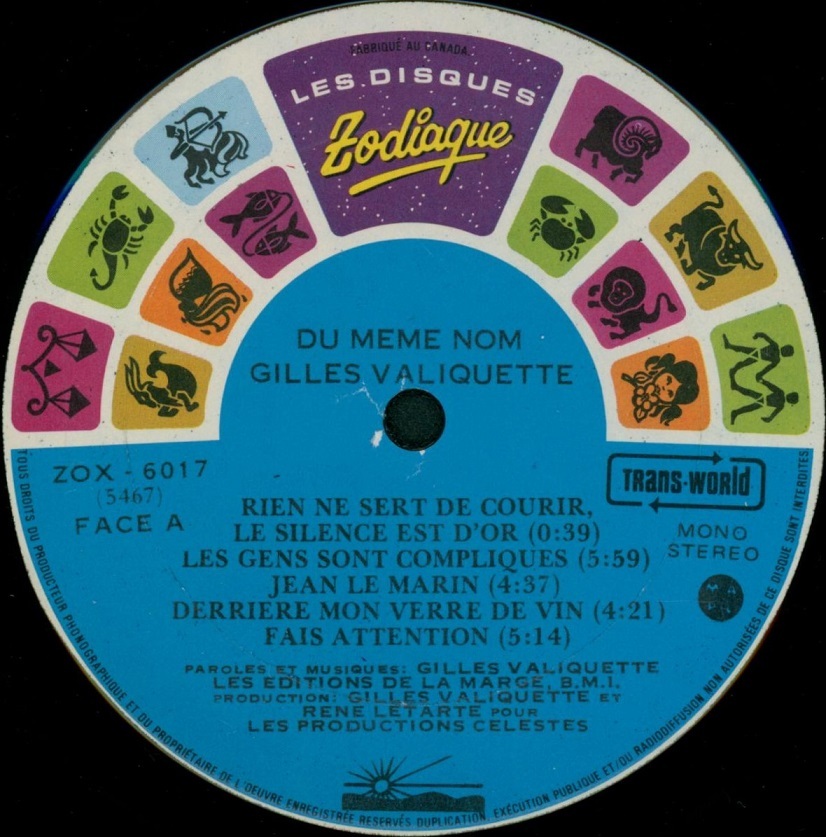 FABRIQUÉ AU CANADA
LES DISQUES
Zodiaque
DU MEME NOM
GILLES VALIQUETTE
ZOX - 6017
(5467)
FACE A
TRANS-WORLD
MONO
STEREO
RIEN NE SERT DE COURIR,
LE SILENCE EST D'OR (0:39)
LES GENS SONT COMPLIQUES (5:59)
JEAN LE MARIN (4:37)
DERRIERE MON VERRE DE VIN (4:21)
FAIS ATTENTION (5:14)
PAROLES ET MUSIQUES: GILLES VALIQUETTE
LES EDITIONS DE LA MARGE, B.M.I.
PRODUCTION: GILLES VALIQUETTE ET
RENE LETARTE POUR
LES PRODUCTIONS CELESTES
TOUS DROITS DU PRODUCTEUR PHONOGRAPHIQUE ET DU PROPRIÉTAIRE DE L'OEUVRE ENREGISTRÉE RESERVÉS DUPLICATION, EXÉCUTION PUBLIQUE ET/OU RADIODIFFUSION NON AUTORISÉES DE CE DISQUE SONT INTERDITES